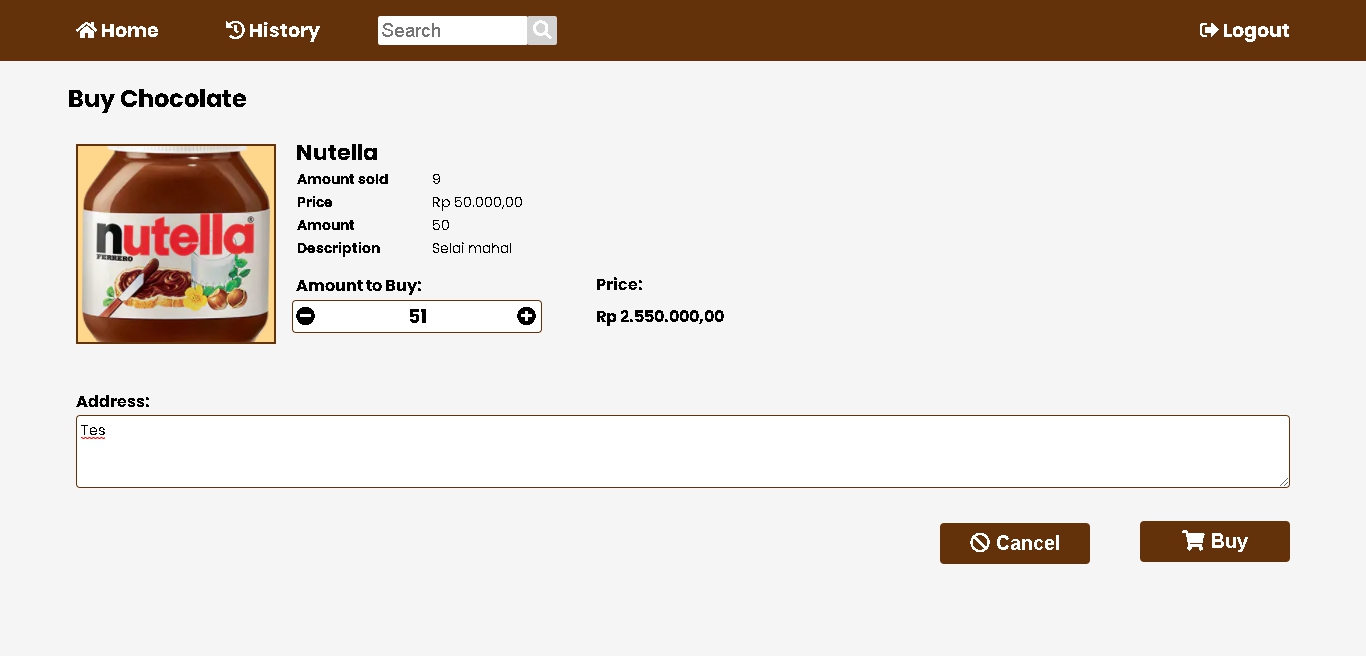 Home History Search Logout
Buy Chocolate
Nutella
Amount sold 9
Price Rp 50.000,00
Amount 50
Description Selai mahal
nutella®
FERRERO
Amount to Buy: Price:
51 Rp 2.550.000,00
Address:
Tes
Cancel Buy